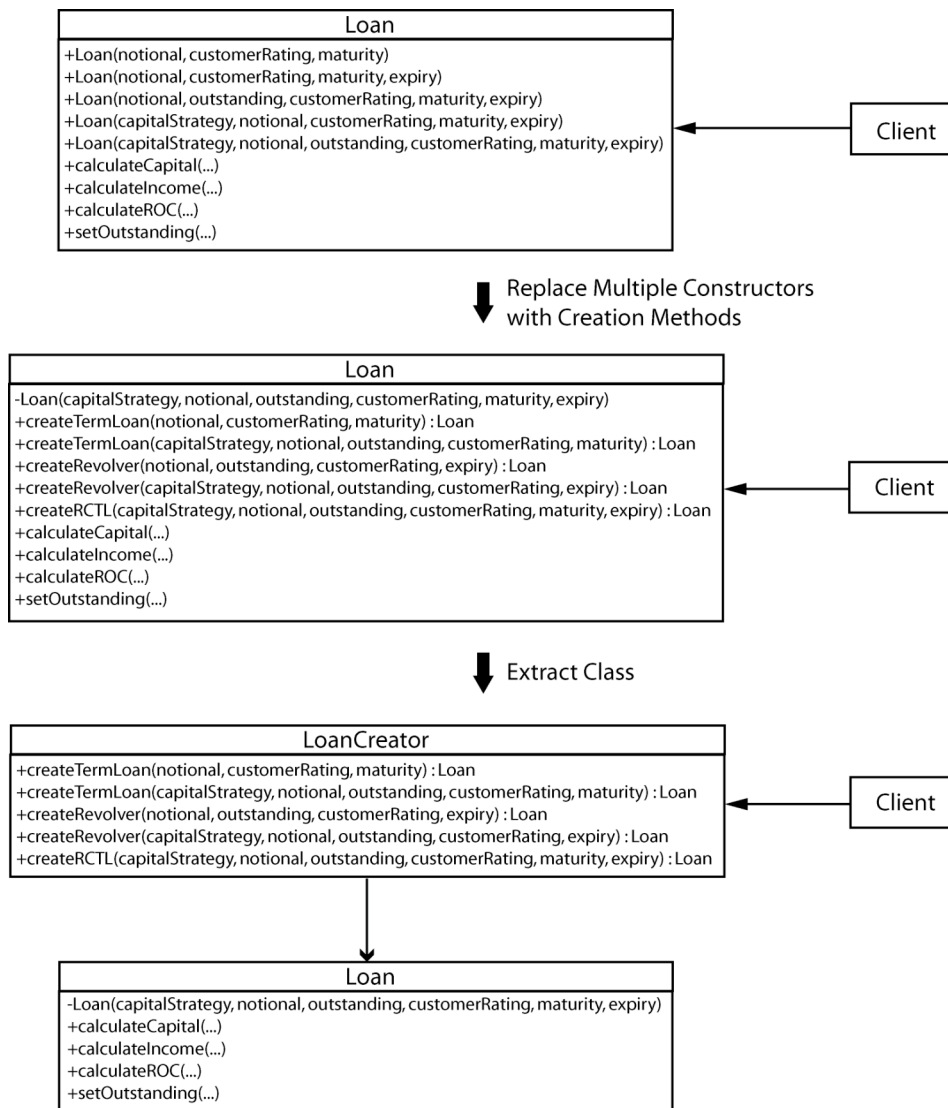 Loan
+Loan(notional, customerRating, maturity)
+Loan(notional, customerRating, maturity, expiry)
+Loan(notional, outstanding, customerRating, maturity, expiry)
+Loan(capitalStrategy, notional, customerRating, maturity, expiry)
+Loan(capitalStrategy, notional, outstanding, customerRating, maturity, expiry)
+calculateCapital(...)
+calculateIncome(...)
+calculateROC(...)
+setOutstanding(...)
Client
Replace Multiple Constructors
with Creation Methods
Loan
-Loan(capitalStrategy, notional, outstanding, customerRating, maturity, expiry)
+createTermLoan(notional, customerRating, maturity) : Loan
+createTermLoan(capitalStrategy, notional, outstanding, customerRating, maturity) : Loan
+createRevolver(notional, outstanding, customerRating, expiry) : Loan
+createRevolver(capitalStrategy, notional, outstanding, customerRating, expiry) : Loan
+createRCTL(capitalStrategy, notional, outstanding, customerRating, maturity, expiry) : Loan
+calculateCapital(...)
+calculateIncome(...)
+calculateROC(...)
+setOutstanding(...)
Client
Extract Class
LoanCreator
+createTermLoan(notional, customerRating, maturity) : Loan
+createTermLoan(capitalStrategy, notional, outstanding, customerRating, maturity) : Loan
+createRevolver(notional, outstanding, customerRating, expiry) : Loan
+createRevolver(capitalStrategy, notional, outstanding, customerRating, expiry) : Loan
+createRCTL(capitalStrategy, notional, outstanding, customerRating, maturity, expiry) : Loan
Client
Loan
-Loan(capitalStrategy, notional, outstanding, customerRating, maturity, expiry)
+calculateCapital(...)
+calculateIncome(...)
+calculateROC(...)
+setOutstanding(...)